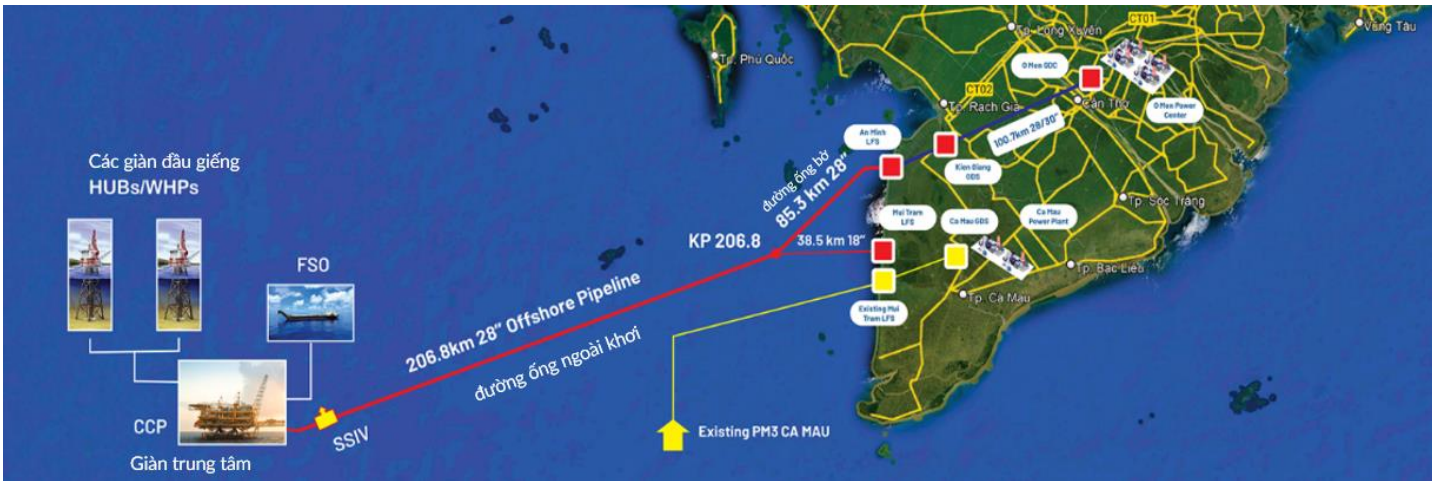 Các giàn đầu giếng
HUBs/WHPs
FSO
CCP
Giàn trung tâm
SSIV
206.8km 28" Offshore Pipeline
đường ống ngoài khơi
KP 206.8
đường ống bờ
85.3 km 28"
38.5 km 18"
Existing PM3 CA MAU
Tp. Phú Quốc
An Minh
LFS
Tp. Rạch Giá
CT02
Tp. Long Xuyên
CT01
Vũng Tàu
O Mon GDC
Cần Thơ
O Mon Power
Center
100.7km 28/30"
Kien Giang
GDS
Mui Tram
LFS
Ca Mau GDS
Ca Mau
Power Plant
Tp. Sóc Trăng
Tp. Bạc Liêu
Existing Mui
Tram LFS
Tp. Cà Mau